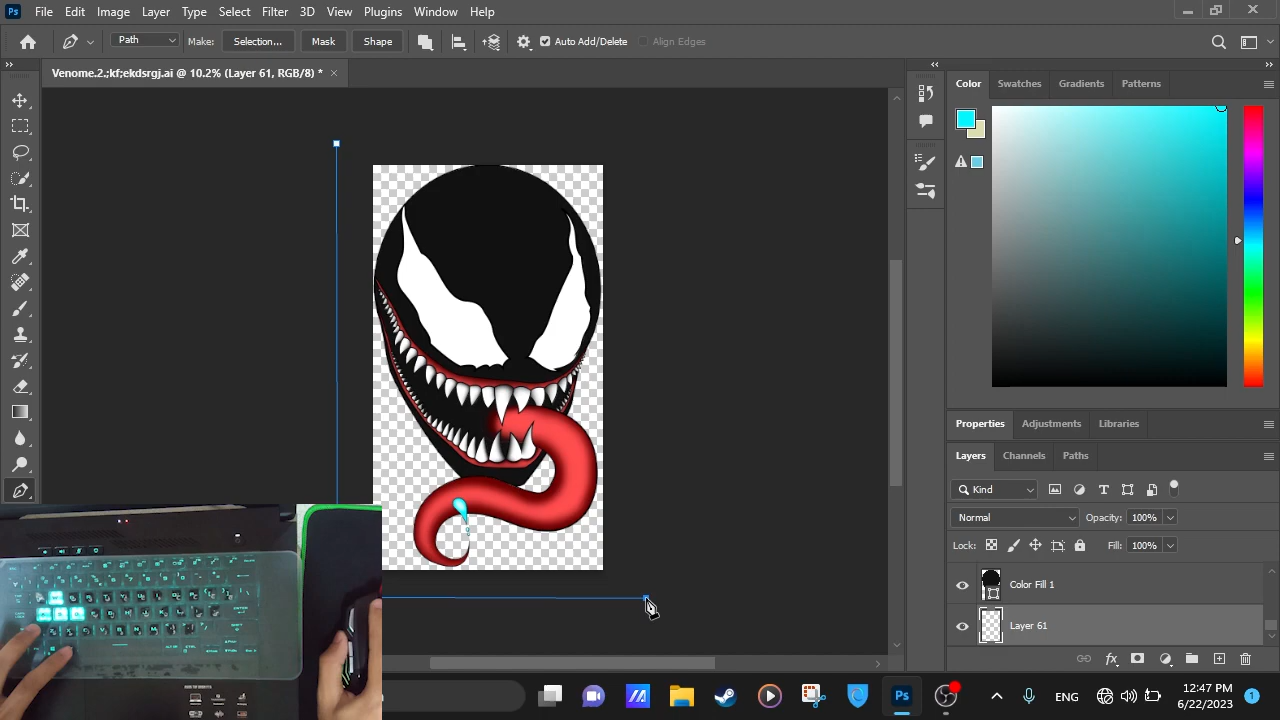 File Edit Image Layer Type Select Filter 3D View Plugins Window Help
Path Make: Selection... Mask Shape Auto Add/Delete Align Edges
Venome.2.;kf;ekdsrgj.ai @ 10.2% (Layer 61, RGB/8) *
Color Swatches Gradients Patterns
Properties Adjustments Libraries
Layers Channels Paths
Kind
Normal Opacity: 100%
Lock: Fill: 100%
Color Fill 1
Layer 61
Ps ENG 12:47 PM
6/22/2023 1